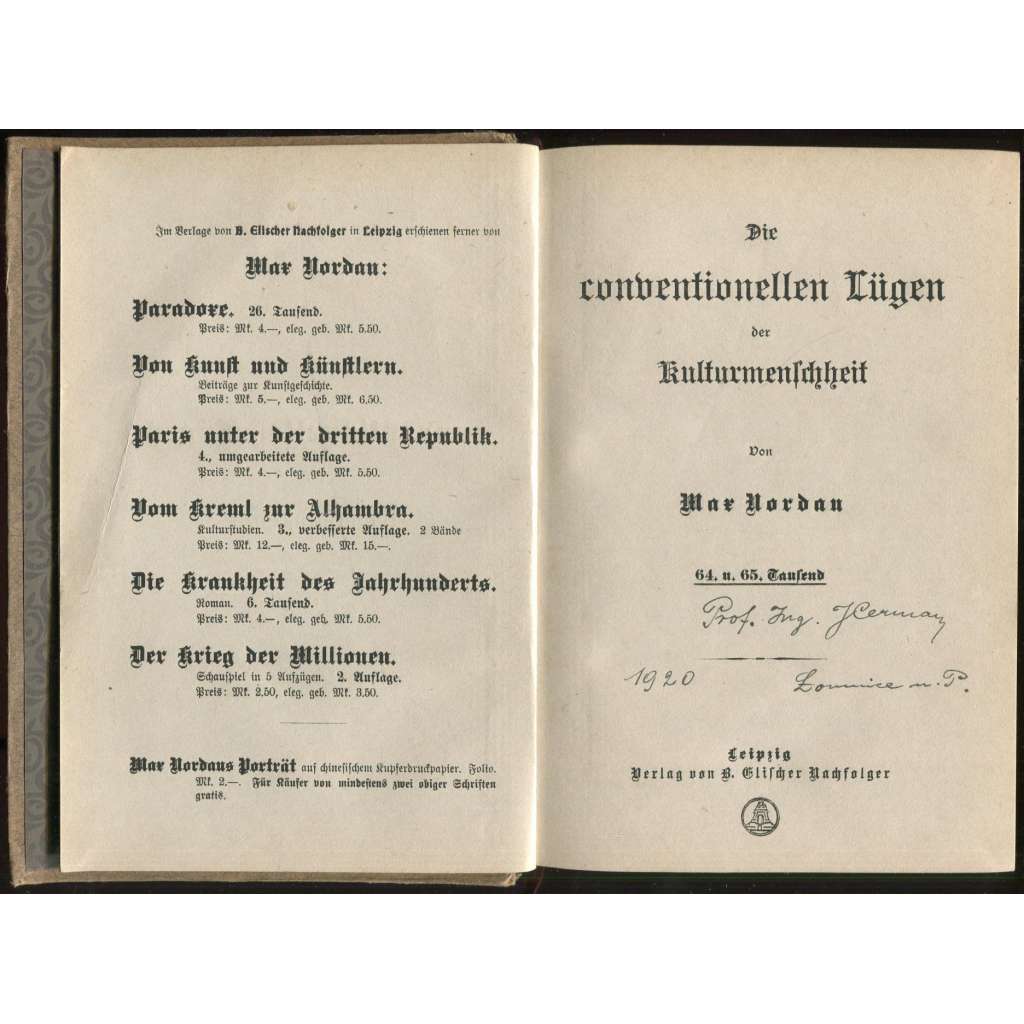 Im Verlage von B. Elischer Nachfolger in Leipzig erschienen ferner von
Max Nordau:
Paradoxe. 26. Tausend.
Preis: Mk. 4.—, eleg. geb. Mk. 5.50.
Von Kunst und Künstlern.
Beiträge zur Kunstgeschichte.
Preis: Mk. 5.—, eleg. geb. Mk. 6.50.
Paris unter der dritten Republik.
4., umgearbeitete Auflage.
Preis: Mk. 4.—, eleg. geb. Mk. 5.50.
Vom Kreml zur Alhambra.
Kulturstudien. 3., verbesserte Auflage. 2 Bände
Preis: Mk. 12.—, eleg. geb. Mk. 15.—.
Die Krankheit des Jahrhunderts.
Roman. 6. Tausend.
Preis: Mk. 4.—, eleg. geb. Mk. 5.50.
Der Krieg der Millionen.
Schauspiel in 5 Aufzügen. 2. Auflage.
Preis: Mk. 2,50, eleg. geb. Mk. 3.50.
Max Nordaus Porträt auf chinesischem Kupferdruckpapier. Folio.
Mk. 2.—. Für Käufer von mindestens zwei obiger Schriften
gratis.
Die
conventionellen Lügen
der
Kulturmenschheit
Von
Max Nordau
64. u. 65. Tausend
Prof. Ing. JCerman
1920 Lomnice n. P.
Leipzig
Verlag von B. Elischer Nachfolger